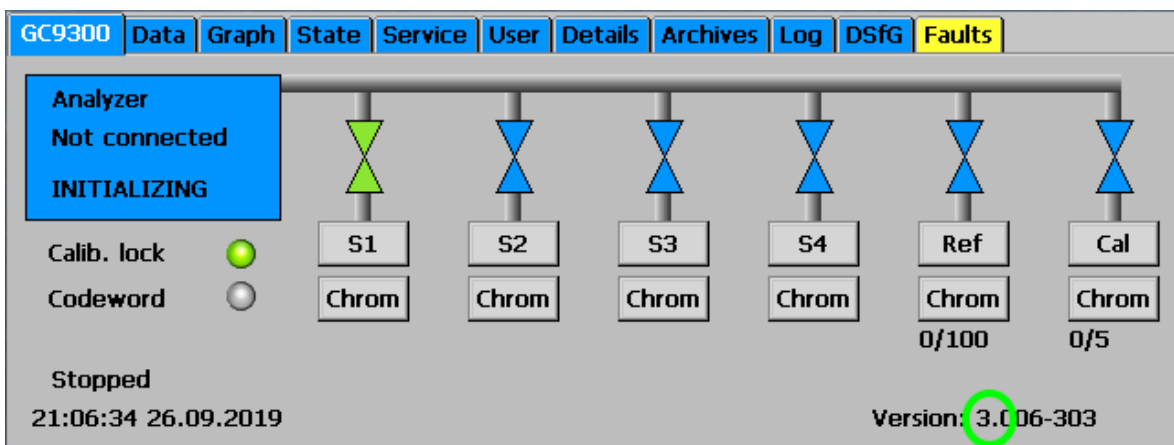 GC9300 Data Graph State Service User Details Archives Log DSfG Faults
Analyzer
Not connected
INITIALIZING
Calib. lock
Codeword
S1 S2 S3 S4 Ref Cal
Chrom Chrom Chrom Chrom Chrom Chrom
0/100 0/5
Stopped
21:06:34 26.09.2019
Version: 3.006-303